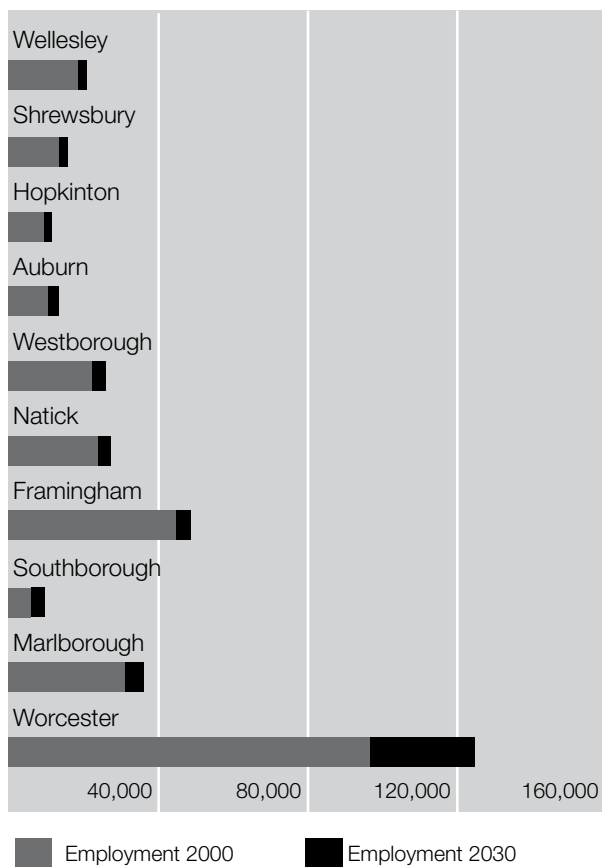 Wellesley
Shrewsbury
Hopkinton
Auburn
Westborough
Natick
Framingham
Southborough
Marlborough
Worcester
40,000 80,000 120,000 160,000
Employment 2000 Employment 2030